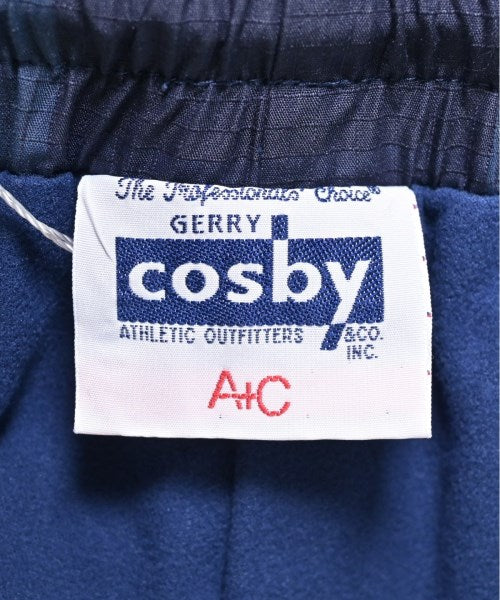 The Professionals' Choice®
GERRY
cosby
ATHLETIC OUTFITTERS &CO.
INC.
A+C